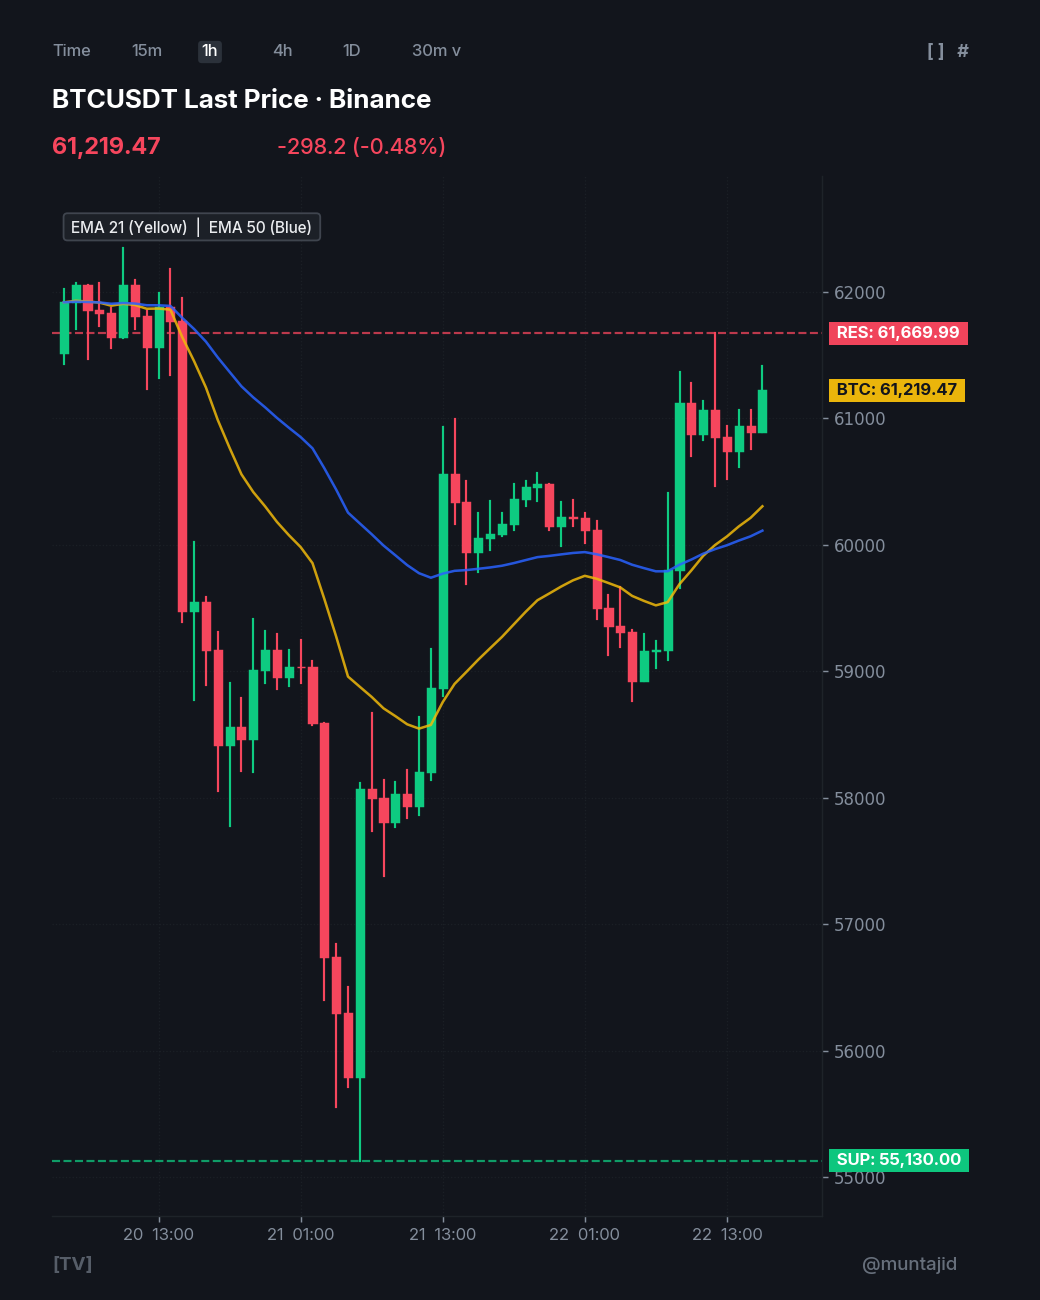 Time 15m 1h 4h 1D 30m v [ ] #
BTCUSDT Last Price · Binance
61,219.47 -298.2 (-0.48%)
EMA 21 (Yellow) | EMA 50 (Blue)
62000
RES: 61,669.99
BTC: 61,219.47
61000
60000
59000
58000
57000
56000
SUP: 55,130.00
55000
20 13:00 21 01:00 21 13:00 22 01:00 22 13:00
[TV] @muntajid